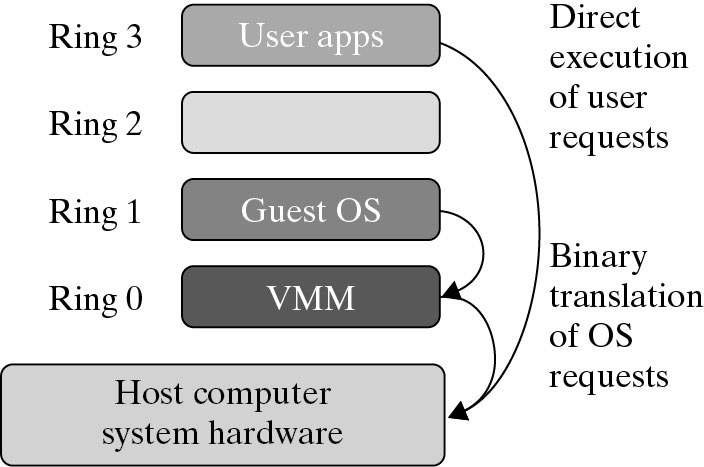 Ring 3
User apps
Direct
execution
of user
requests
Ring 2
Ring 1
Guest OS
Ring 0
VMM
Binary
translation
of OS
requests
Host computer
system hardware